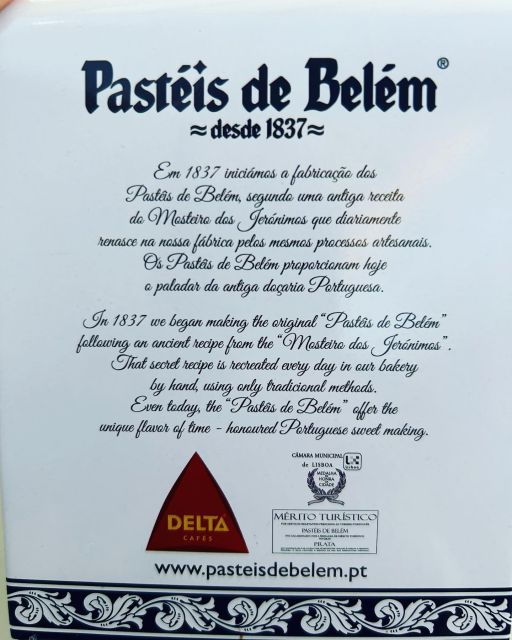 Pastéis de Belém®
≈ desde 1837 ≈
Em 1837 iniciámos a fabricação dos
Pastéis de Belém, segundo uma antiga receita
do Mosteiro dos Jerónimos que diariamente
renasce na nossa fábrica pelos mesmos processos artesanais.
Os Pastéis de Belém proporcionam hoje
o paladar da antiga doçaria Portuguesa.
In 1837 we began making the original "Pastéis de Belém"
following an ancient recipe from the "Mosteiro dos Jerónimos".
That secret recipe is recreated every day in our bakery
by hand, using only traditional methods.
Even today, the "Pastéis de Belém" offer the
unique flavor of time - honoured Portuguese sweet making.
DELTA
CAFÉS
CÂMARA MUNICIPAL
de LISBOA
MEDALHA
de HONRA
da CIDADE
MÉRITO TURÍSTICO
PASTÉIS DE BELÉM
PRATA
www.pasteisdebelem.pt